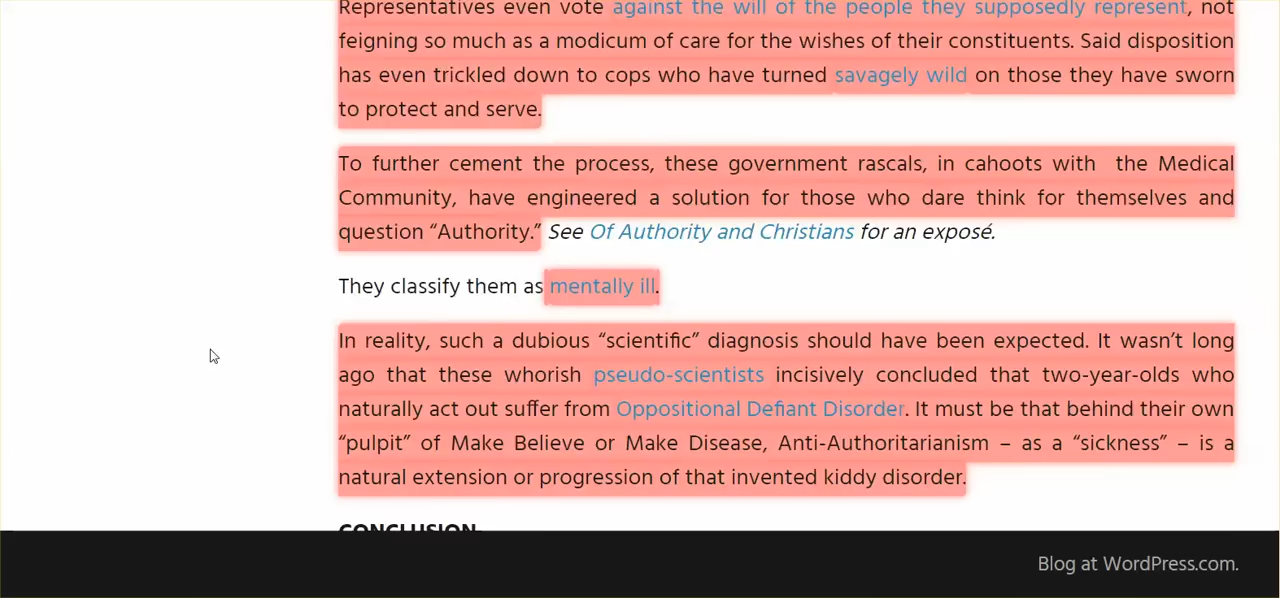 Representatives even vote against the will of the people they supposedly represent, not
feigning so much as a modicum of care for the wishes of their constituents. Said disposition
has even trickled down to cops who have turned savagely wild on those they have sworn
to protect and serve.
To further cement the process, these government rascals, in cahoots with the Medical
Community, have engineered a solution for those who dare think for themselves and
question “Authority.” See Of Authority and Christians for an exposé.
They classify them as mentally ill.
In reality, such a dubious “scientific” diagnosis should have been expected. It wasn’t long
ago that these whorish pseudo-scientists incisively concluded that two-year-olds who
naturally act out suffer from Oppositional Defiant Disorder. It must be that behind their own
“pulpit” of Make Believe or Make Disease, Anti-Authoritarianism – as a “sickness” – is a
natural extension or progression of that invented kiddy disorder.
CONCLUSION
Blog at WordPress.com.